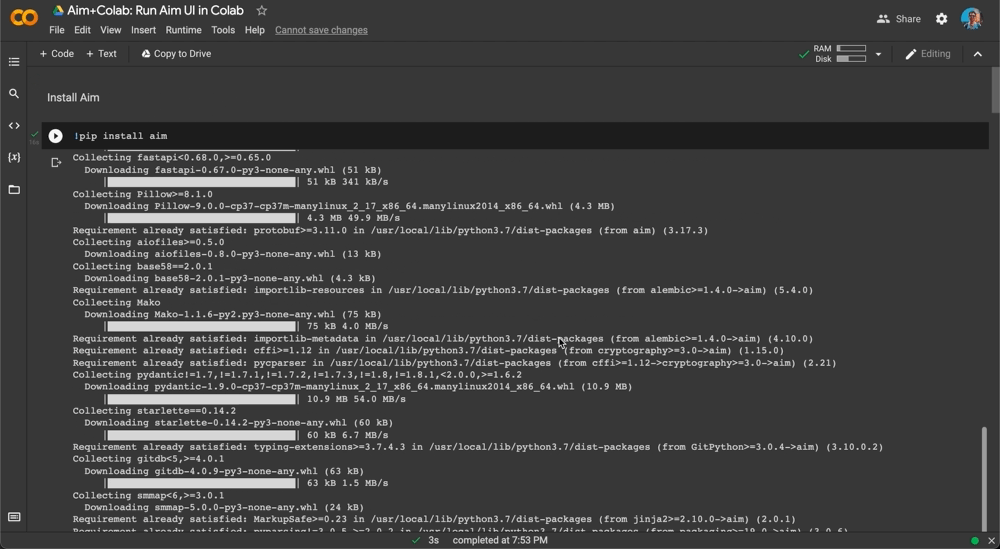 Aim+Colab: Run Aim UI in Colab
File Edit View Insert Runtime Tools Help Cannot save changes
Share
+ Code + Text Copy to Drive
RAM
Disk
Editing
Install Aim
!pip install aim
Collecting fastapi<0.68.0,>=0.65.0
Downloading fastapi-0.67.0-py3-none-any.whl (51 kB)
| 51 kB 341 kB/s
Collecting Pillow>=8.1.0
Downloading Pillow-9.0.0-cp37-cp37m-manylinux_2_17_x86_64.manylinux2014_x86_64.whl (4.3 MB)
| 4.3 MB 49.9 MB/s
Requirement already satisfied: protobuf>=3.11.0 in /usr/local/lib/python3.7/dist-packages (from aim) (3.17.3)
Collecting aiofiles>=0.5.0
Downloading aiofiles-0.8.0-py3-none-any.whl (13 kB)
Collecting base58==2.0.1
Downloading base58-2.0.1-py3-none-any.whl (4.3 kB)
Requirement already satisfied: importlib-resources in /usr/local/lib/python3.7/dist-packages (from alembic>=1.4.0->aim) (5.4.0)
Collecting Mako
Downloading Mako-1.1.6-py2.py3-none-any.whl (75 kB)
| 75 kB 4.0 MB/s
Requirement already satisfied: importlib-metadata in /usr/local/lib/python3.7/dist-packages (from alembic>=1.4.0->aim) (4.10.0)
Requirement already satisfied: cffi>=1.12 in /usr/local/lib/python3.7/dist-packages (from cryptography>=3.0->aim) (1.15.0)
Requirement already satisfied: pycparser in /usr/local/lib/python3.7/dist-packages (from cffi>=1.12->cryptography>=3.0->aim) (2.21)
Collecting pydantic!=1.7,!=1.7.1,!=1.7.2,!=1.7.3,!=1.8,!=1.8.1,<2.0.0,>=1.6.2
Downloading pydantic-1.9.0-cp37-cp37m-manylinux_2_17_x86_64.manylinux2014_x86_64.whl (10.9 MB)
| 10.9 MB 54.0 MB/s
Collecting starlette==0.14.2
Downloading starlette-0.14.2-py3-none-any.whl (60 kB)
| 60 kB 6.7 MB/s
Requirement already satisfied: typing-extensions>=3.7.4.3 in /usr/local/lib/python3.7/dist-packages (from GitPython>=3.0.4->aim) (3.10.0.2)
Collecting gitdb<5,>=4.0.1
Downloading gitdb-4.0.9-py3-none-any.whl (63 kB)
| 63 kB 1.5 MB/s
Collecting smmap<6,>=3.0.1
Downloading smmap-5.0.0-py3-none-any.whl (24 kB)
Requirement already satisfied: MarkupSafe>=0.23 in /usr/local/lib/python3.7/dist-packages (from jinja2>=2.10.0->aim) (2.0.1)
3s completed at 7:53 PM